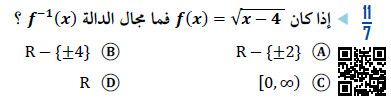 11/7 ◄ إذا كان f(x) = √(x − 4) فما مجال الدالة f⁻¹(x) ؟
R − {±2} (A) R − {±4} (B)
[0, ∞) (C) R (D)